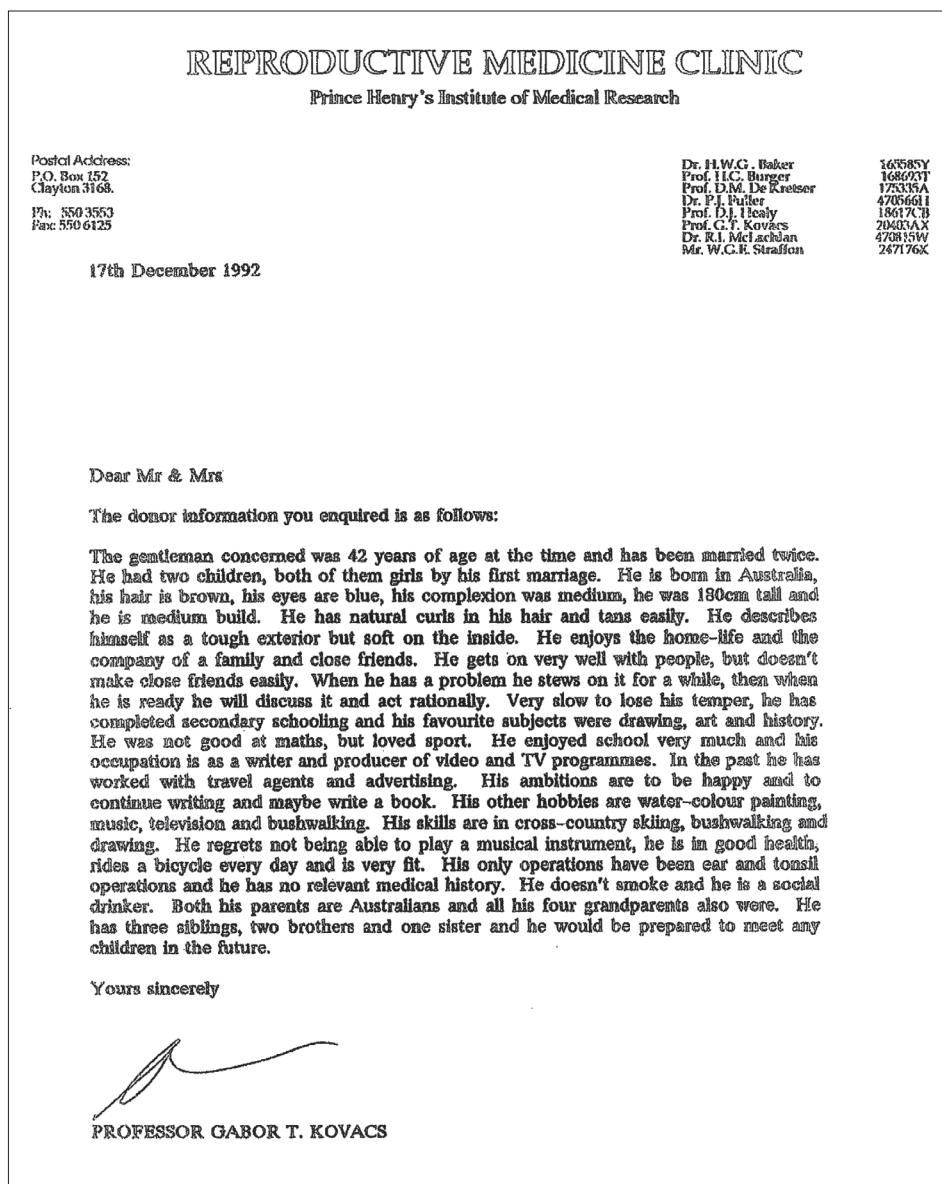 REPRODUCTIVE MEDICINE CLINIC
Prince Henry's Institute of Medical Research
Postal Address:
P.O. Box 152
Clayton 3168.
Ph: 550 3553
Fax: 550 6125
Dr. H.W.G. Baker 165585Y
Prof. H.G. Burger 168693T
Prof. D.M. De Kretser 175335A
Dr. P.J. Fuller
Prof. D.L. Healy
Prof. G.T. Kovacs 20403AX
Dr. R.I. McLachlan 470815W
Mr. W.G.E. Straffon 247176X
17th December 1992
Dear Mr & Mrs
The donor information you enquired is as follows:
The gentleman concerned was 42 years of age at the time and has been married twice.
He had two children, both of them girls by his first marriage. He is born in Australia,
his hair is brown, his eyes are blue, his complexion was medium, he was 180cm tall and
he is medium build. He has natural curls in his hair and tans easily. He describes
himself as a tough exterior but soft on the inside. He enjoys the home-life and the
company of a family and close friends. He gets on very well with people, but doesn't
make close friends easily. When he has a problem he stews on it for a while, then when
he is ready he will discuss it and act rationally. Very slow to lose his temper, he has
completed secondary schooling and his favourite subjects were drawing, art and history.
He was not good at maths, but loved sport. He enjoyed school very much and his
occupation is as a writer and producer of video and TV programmes. In the past he has
worked with travel agents and advertising. His ambitions are to be happy and to
continue writing and maybe write a book. His other hobbies are water-colour painting,
music, television and bushwalking. His skills are in cross-country skiing, bushwalking and
drawing. He regrets not being able to play a musical instrument, he is in good health,
rides a bicycle every day and is very fit. His only operations have been ear and tonsil
operations and he has no relevant medical history. He doesn't smoke and he is a social
drinker. Both his parents are Australians and all his four grandparents also were. He
has three siblings, two brothers and one sister and he would be prepared to meet any
children in the future.
Yours sincerely
PROFESSOR GABOR T. KOVACS